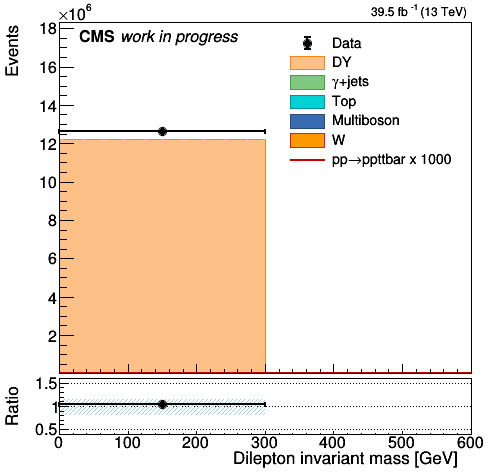 ×10⁶
39.5 fb⁻¹ (13 TeV)
CMS work in progress
Events
18
16
14
12
10
8
6
4
2
Data
DY
γ+jets
Top
Multiboson
W
pp→ppttbar x 1000
Ratio
1.5
1
0.5
0 100 200 300 400 500 600
Dilepton invariant mass [GeV]